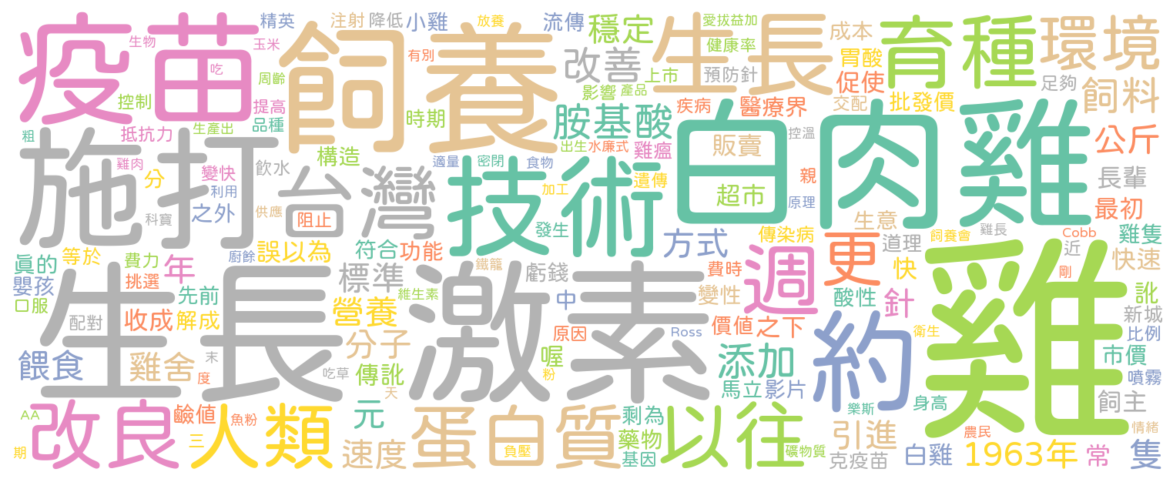 疫苗
生物
精英
玉米
周齡
吃
控制
提高
品種
抵抗力
生產出
粗
飼養
注射
降低
小雞
放養
有別
流傳
穩定
改善
影響
上市
產品
時期
胺基酸
生長
愛拔益加
健康率
預防針
疾病
醫療界
成本
胃酸
促使
交配
批發價
育種
環境
足夠
飼料
施打
雞肉
變快
分
利用
之外
科寶
飲水
構造
台灣
供應
阻止
技術
適量
密閉
食物
出生
水廉式
雞瘟
遺傳
加工
發生
白肉雞
販賣
控溫
超市
親
原理
生意
公斤
長輩
最初
等於
費力
年
廚餘
誤以為
符合
功能
方式
傳染病
更
道理
飼養會
雞長
Cobb
近
雞隻
快速
剛
真的
嬰孩
口服
挑選
先前
生長激素
標準
鐵籠
虧錢
費時
變性
週
酸性
快
針
訛
新城
比例
配對
收成
解成
營養
維生素
中
原因
Ross
價值
之下
約
衛生
雞
市價
噴霧
餵食
雞舍
末
度
吃草
分子
傳訛
天
喔
粉
添加
馬立
影片
樂斯
身高
飼主
AA
期
改良
鹼值
三
魚粉
人類
元
速度
蛋白質
負壓
剩為
藥物
基因
以往
礦物質
引進
克疫苗
白雞
農民
1963年
常
情緒
隻